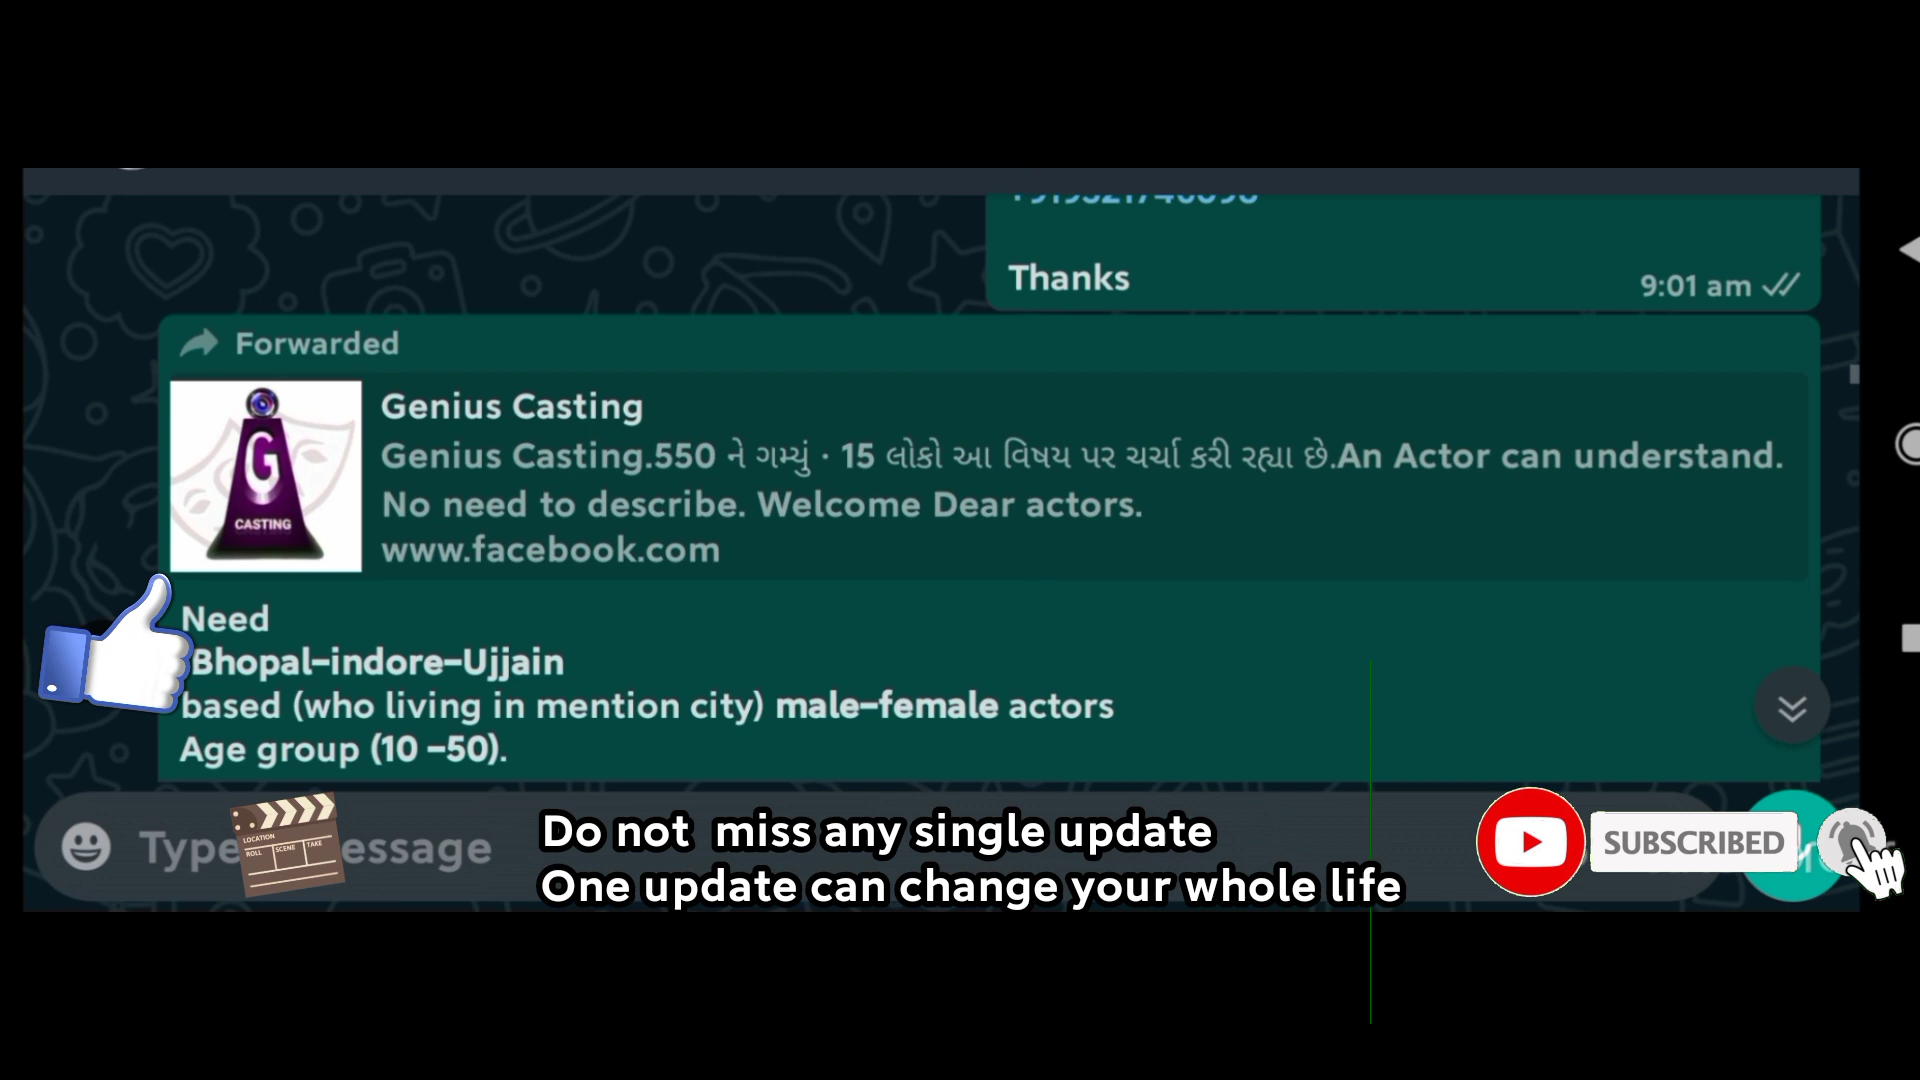 Thanks
9:01 am
Forwarded
G
CASTING
Genius Casting
Genius Casting.550 ને ગમ્યું · 15 લોકો આ વિષય પર ચર્ચા કરી રહ્યા છે.An Actor can understand.
No need to describe. Welcome Dear actors.
www.facebook.com
Need
Bhopal-indore-Ujjain
based (who living in mention city) male-female actors
Age group (10 -50).
LOCATION
ROLL SCENE TAKE
Do not miss any single update
One update can change your whole life
SUBSCRIBED